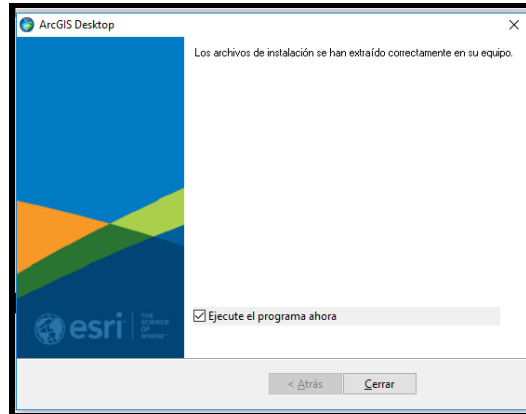 ArcGIS Desktop
Los archivos de instalación se han extraído correctamente en su equipo.
Ejecute el programa ahora
esri
THE
SCIENCE
OF
WHERE™
< Atrás
Cerrar